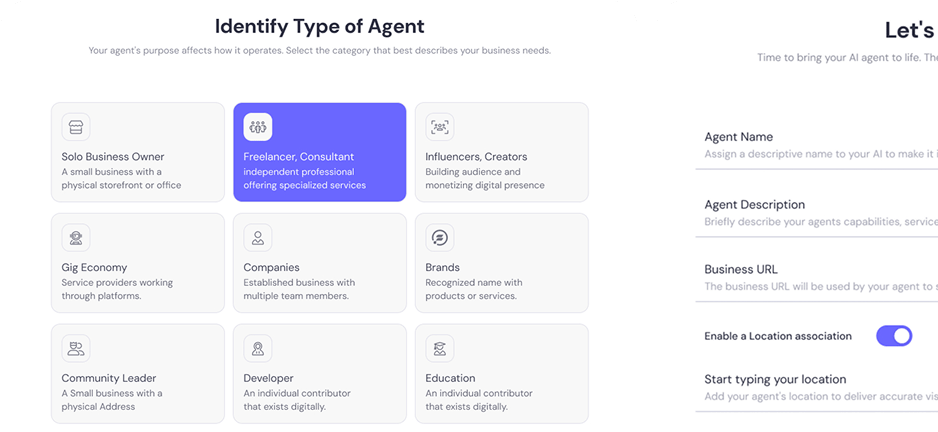 Identify Type of Agent
Your agent's purpose affects how it operates. Select the category that best describes your business needs.
Solo Business Owner
A small business with a
physical storefront or office
Freelancer, Consultant
independent professional
offering specialized services
Influencers, Creators
Building audience and
monetizing digital presence
Gig Economy
Service providers working
through platforms.
Companies
Established business with
multiple team members.
Brands
Recognized name with
products or services.
Community Leader
A Small business with a
physical Address
Developer
An individual contributor
that exists digitally.
Education
An individual contributor
that exists digitally.
Let's
Time to bring your AI agent to life. The
Agent Name
Assign a descriptive name to your AI to make it
Agent Description
Briefly describe your agents capabilities, service
Business URL
The business URL will be used by your agent to
Enable a Location association
Start typing your location
Add your agent's location to deliver accurate vis